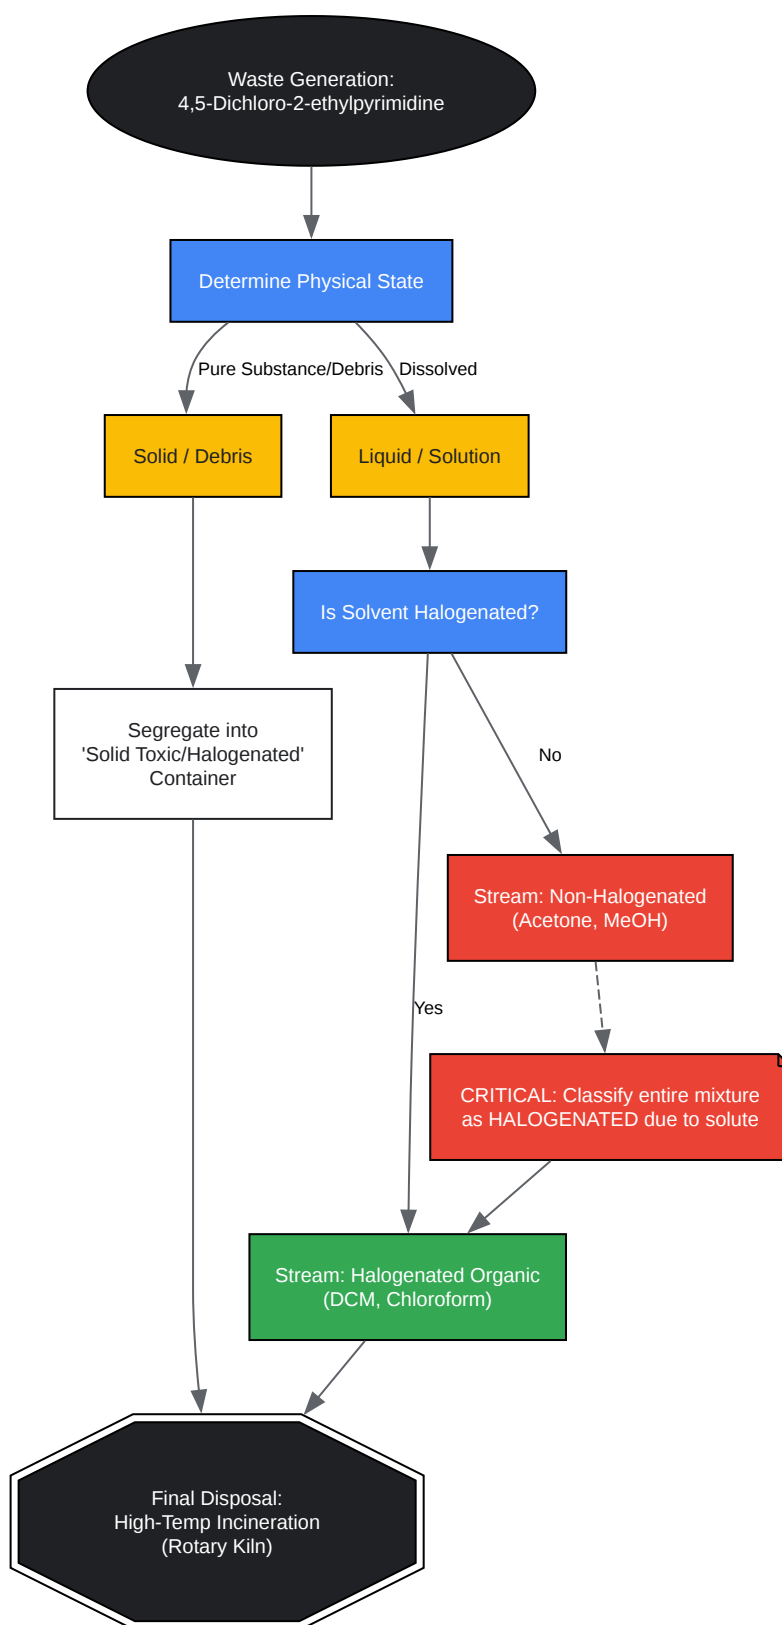 Waste Generation:
4,5-Dichloro-2-ethylpyrimidine
Determine Physical State
Pure Substance/Debris
Dissolved
Solid / Debris
Liquid / Solution
Is Solvent Halogenated?
Segregate into
'Solid Toxic/Halogenated'
Container
No
Stream: Non-Halogenated
(Acetone, MeOH)
Yes
CRITICAL: Classify entire mixture
as HALOGENATED due to solute
Stream: Halogenated Organic
(DCM, Chloroform)
Final Disposal:
High-Temp Incineration
(Rotary Kiln)